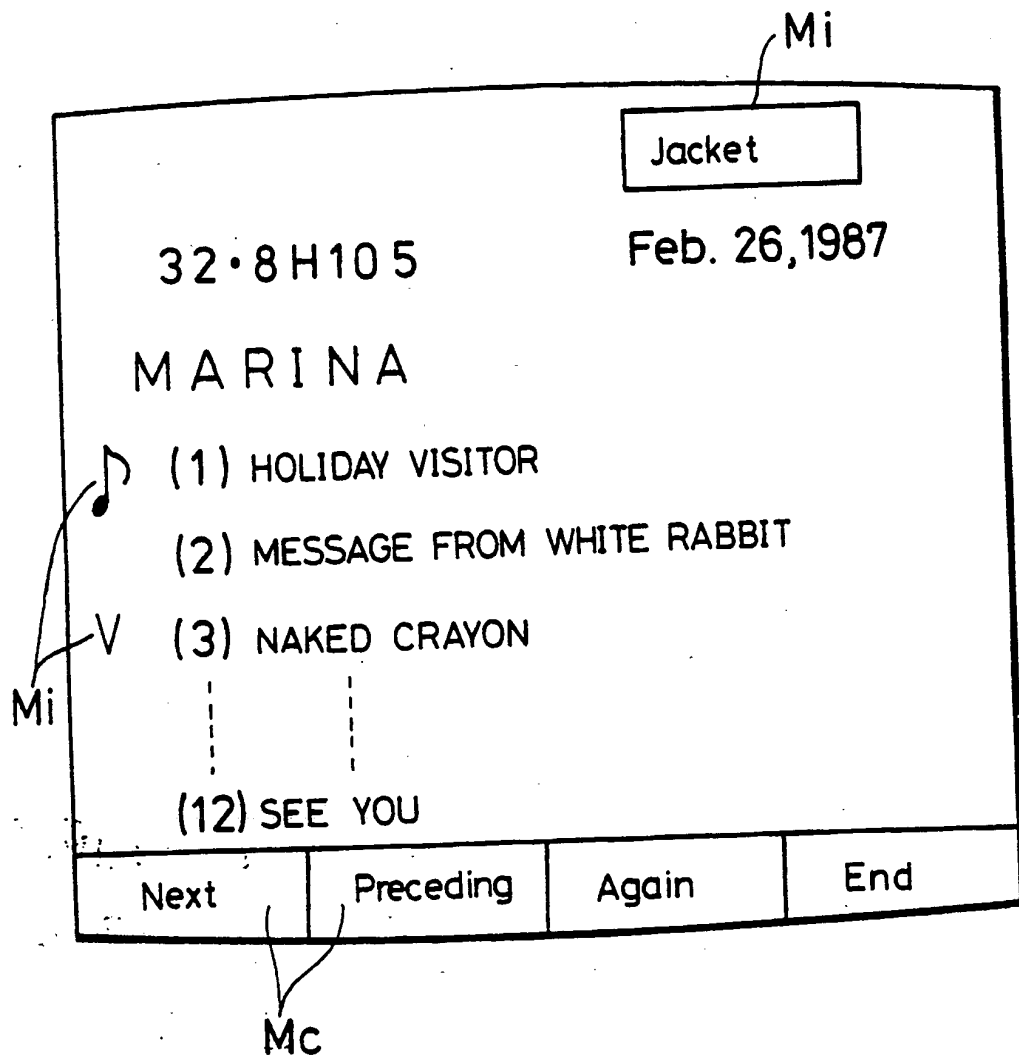 Mi
Jacket
32·8H105 Feb. 26,1987
MARINA
♪ (1) HOLIDAY VISITOR
(2) MESSAGE FROM WHITE RABBIT
V (3) NAKED CRAYON
Mi
(12) SEE YOU
Next Preceding Again End
Mc